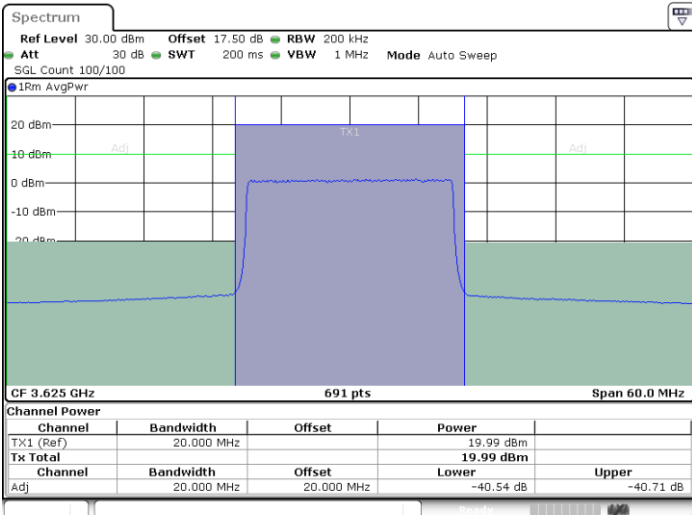 Spectrum
Ref Level 30.00 dBm Offset 17.50 dB RBW 200 kHz
Att 30 dB SWT 200 ms VBW 1 MHz Mode Auto Sweep
SGL Count 100/100
1Rm AvgPwr
20 dBm
TX1
Adj Adj
10 dBm
0 dBm
-10 dBm
-20 dBm
CF 3.625 GHz 691 pts Span 60.0 MHz
Channel Power
Channel Bandwidth Offset Power
TX1 (Ref) 20.000 MHz 19.99 dBm
Tx Total 19.99 dBm
Channel Bandwidth Offset Lower Upper
Adj 20.000 MHz 20.000 MHz -40.54 dB -40.71 dB
Ready